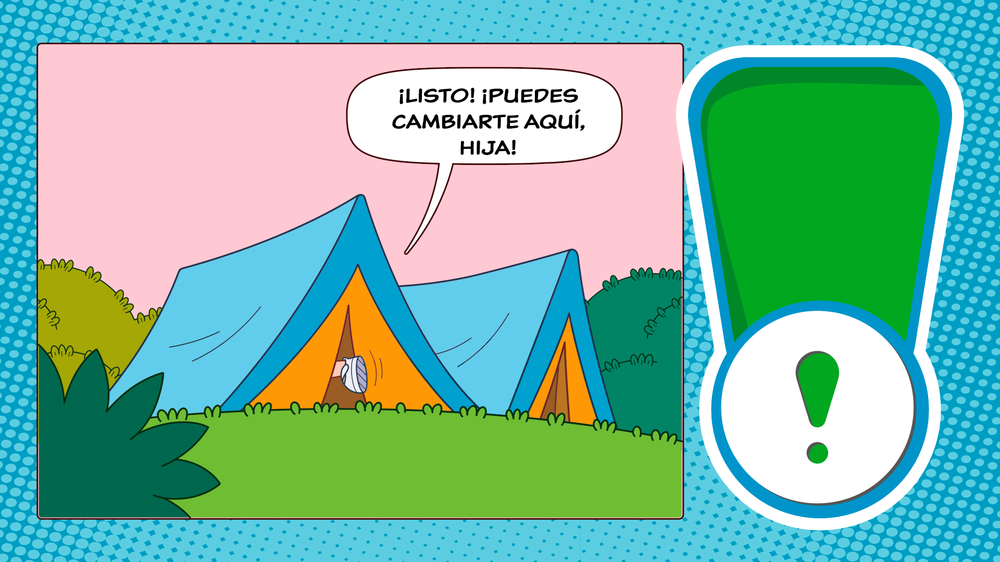 ¡LISTO! ¡PUEDES
CAMBIARTE AQUÍ,
HIJA!
!